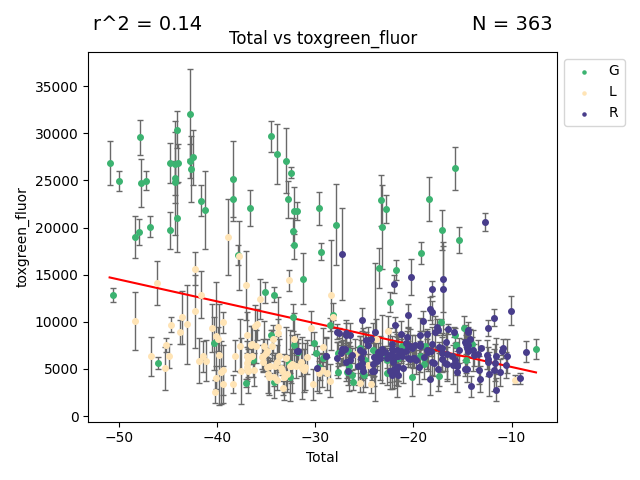 r^2 = 0.14 N = 363
Total vs toxgreen_fluor
G
L
R
35000
30000
25000
20000
15000
10000
5000
0
toxgreen_fluor
−50 −40 −30 −20 −10
Total